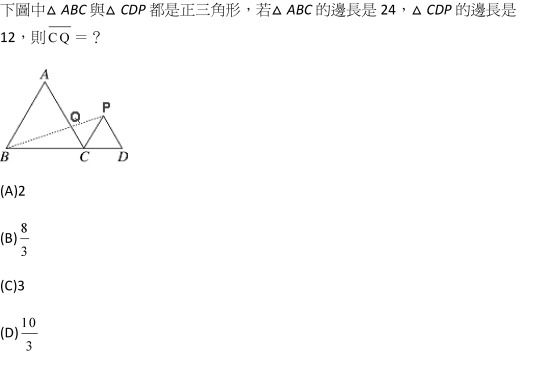 下圖中△ ABC 與△ CDP 都是正三角形，若△ ABC 的邊長是 24，△ CDP 的邊長是
12，則 $\overline{CQ}$ = ？
A
P
Q
B
C
D
(A)2
(B) $\frac{8}{3}$
(C)3
(D) $\frac{10}{3}$